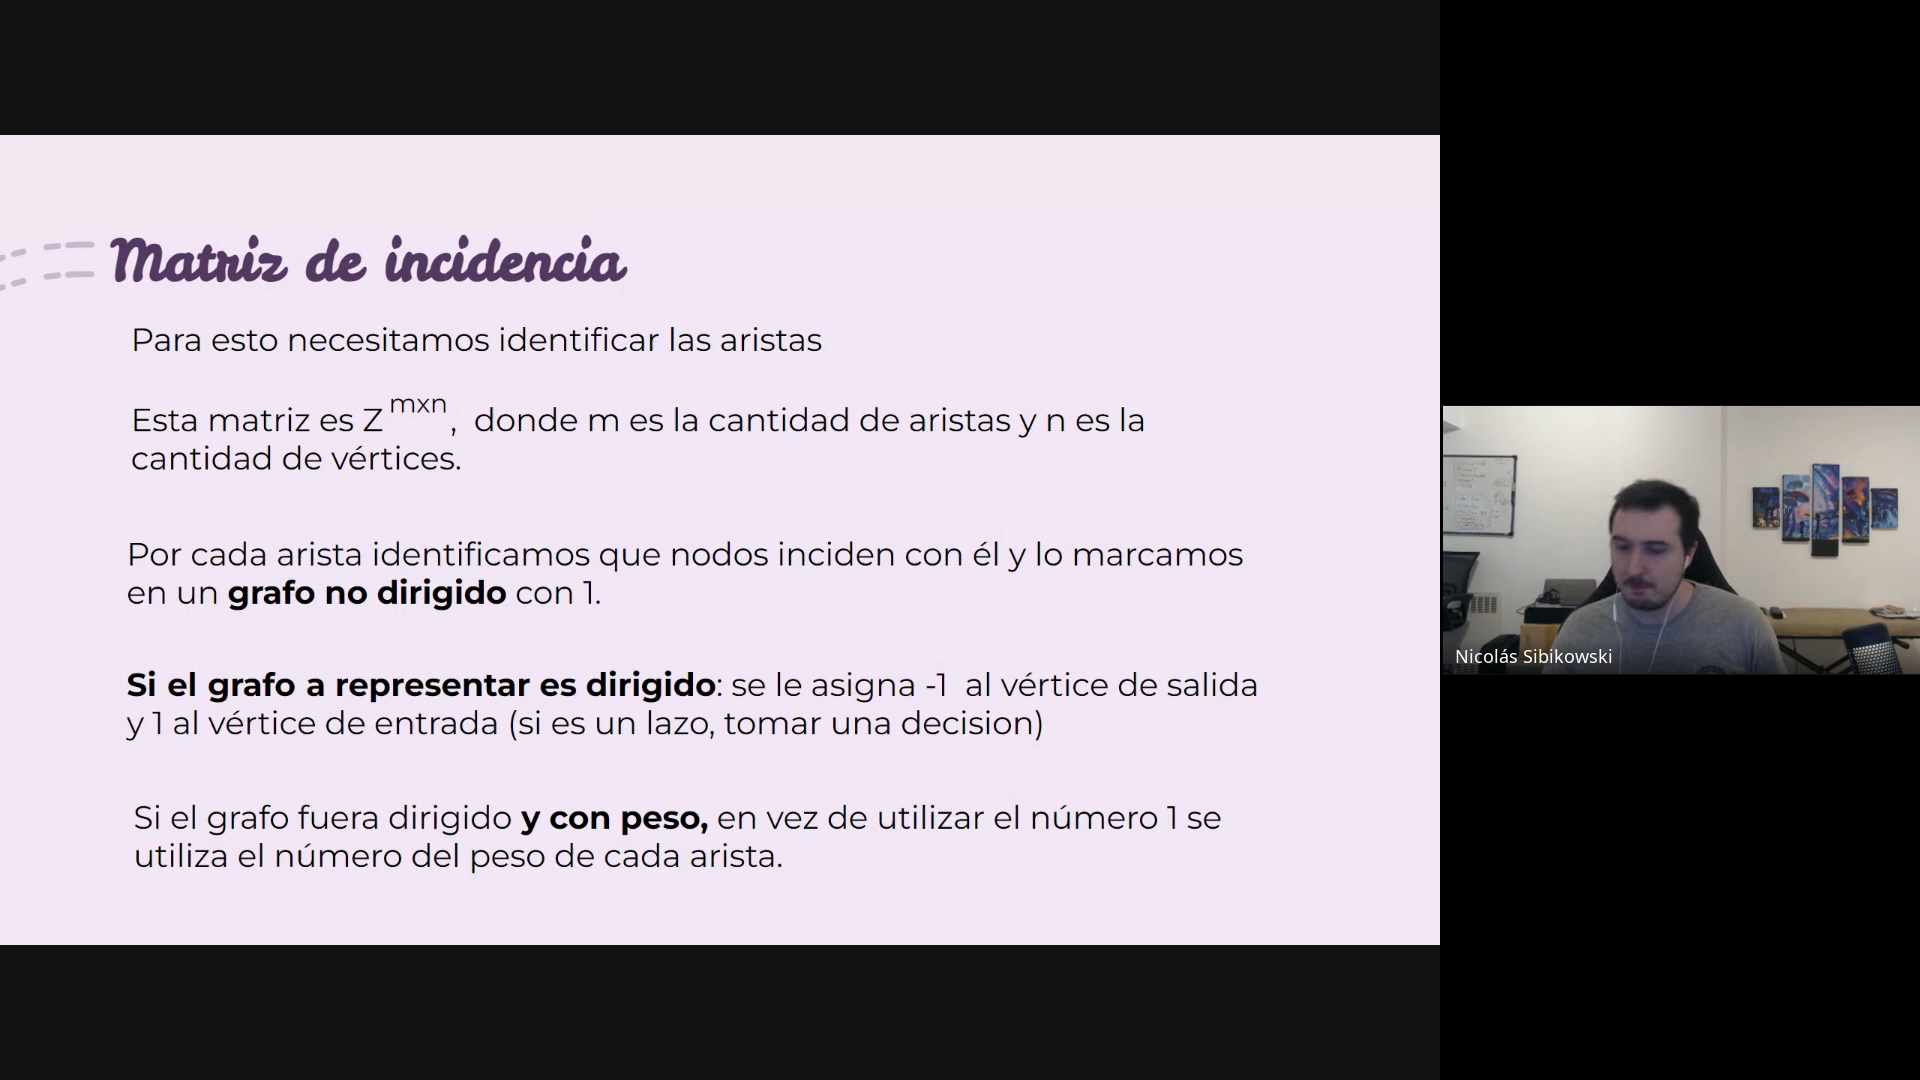 Matriz de incidencia
Para esto necesitamos identificar las aristas
Esta matriz es Z mxn, donde m es la cantidad de aristas y n es la
cantidad de vértices.
Por cada arista identificamos que nodos inciden con él y lo marcamos
en un grafo no dirigido con 1.
Si el grafo a representar es dirigido: se le asigna -1 al vértice de salida
y 1 al vértice de entrada (si es un lazo, tomar una decision)
Si el grafo fuera dirigido y con peso, en vez de utilizar el número 1 se
utiliza el número del peso de cada arista.
Nicolás Sibikowski